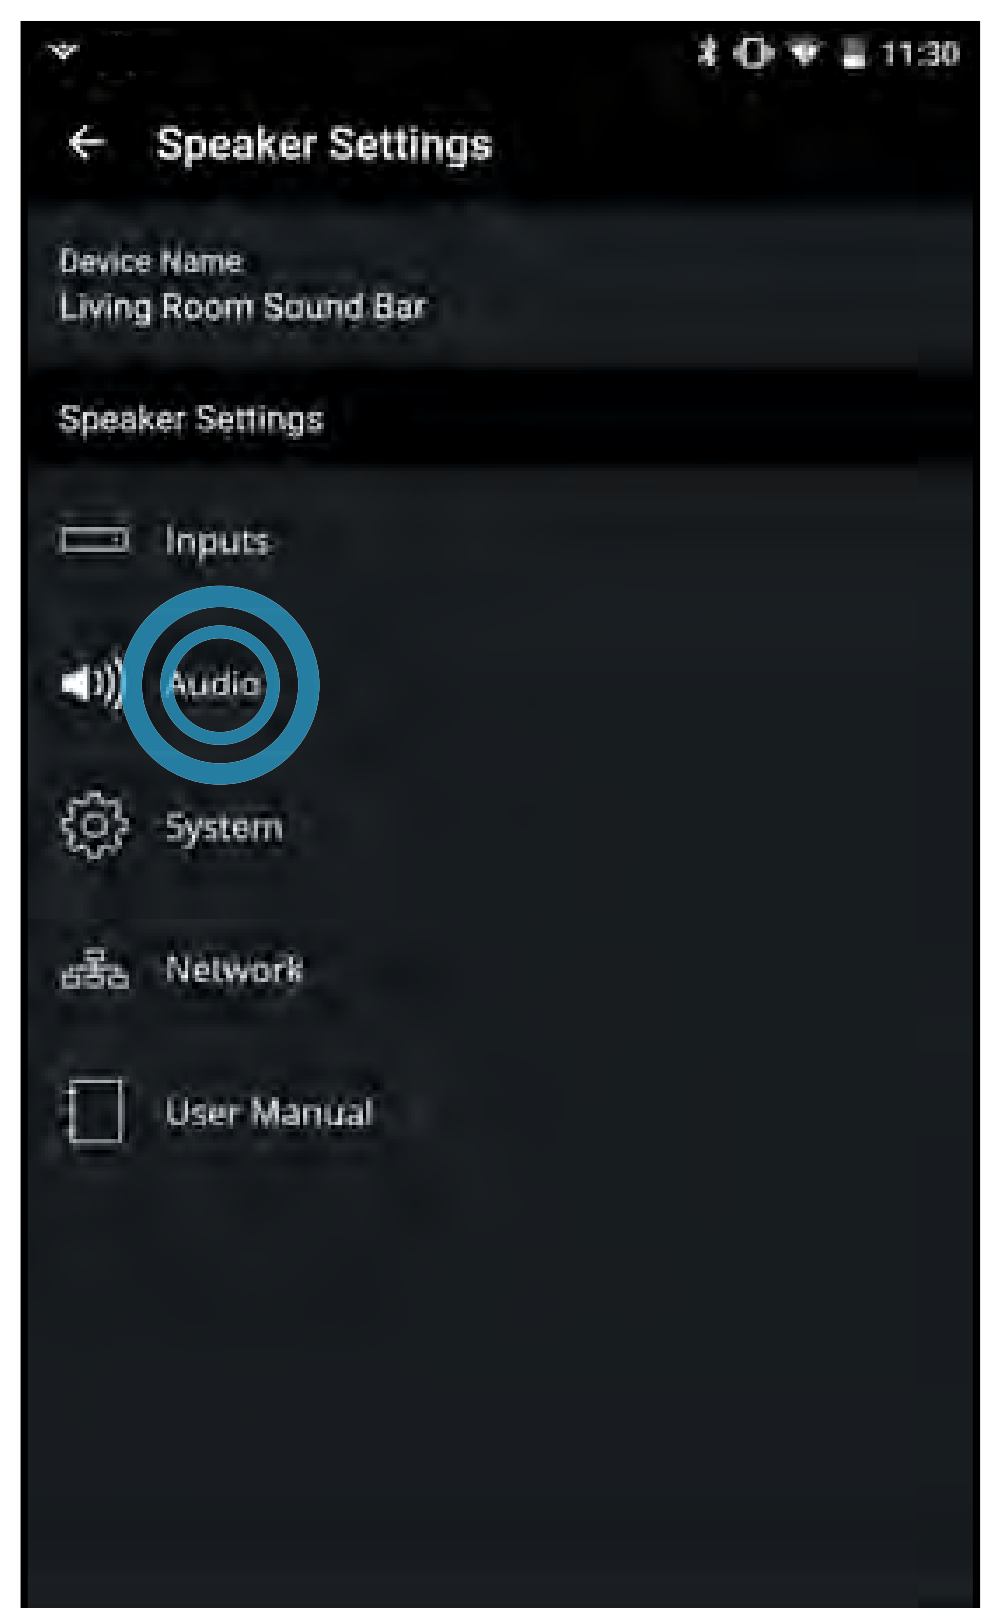 11:30
Speaker Settings
Device Name
Living Room Sound Bar
Speaker Settings
Inputs
Audio
System
Network
User Manual